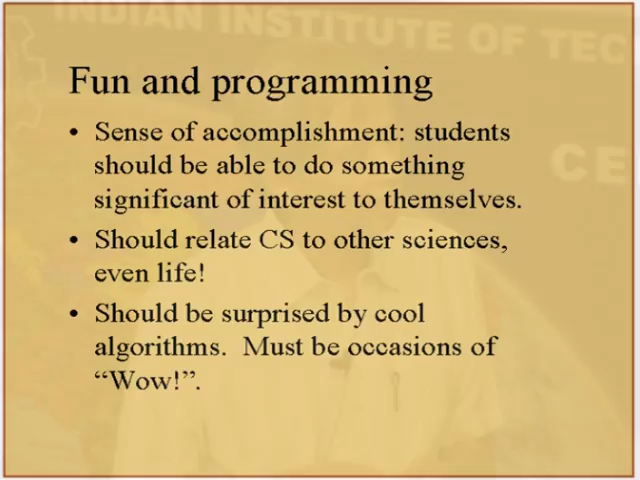 INDIAN INSTITUTE OF TEC
CE
Fun and programming
• Sense of accomplishment: students
should be able to do something
significant of interest to themselves.
• Should relate CS to other sciences,
even life!
• Should be surprised by cool
algorithms.  Must be occasions of
“Wow!”.